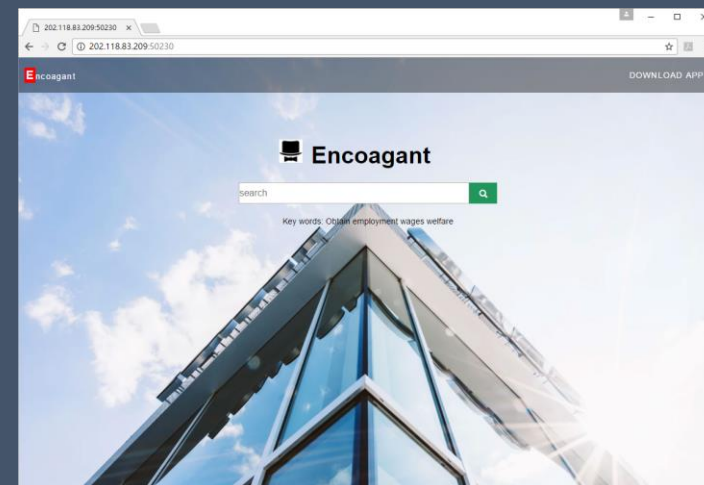 202.118.83.209:50230
202.118.83.209:50230
Encoagant
DOWNLOAD APP
Encoagant
search
Key words: Obtain employment wages welfare